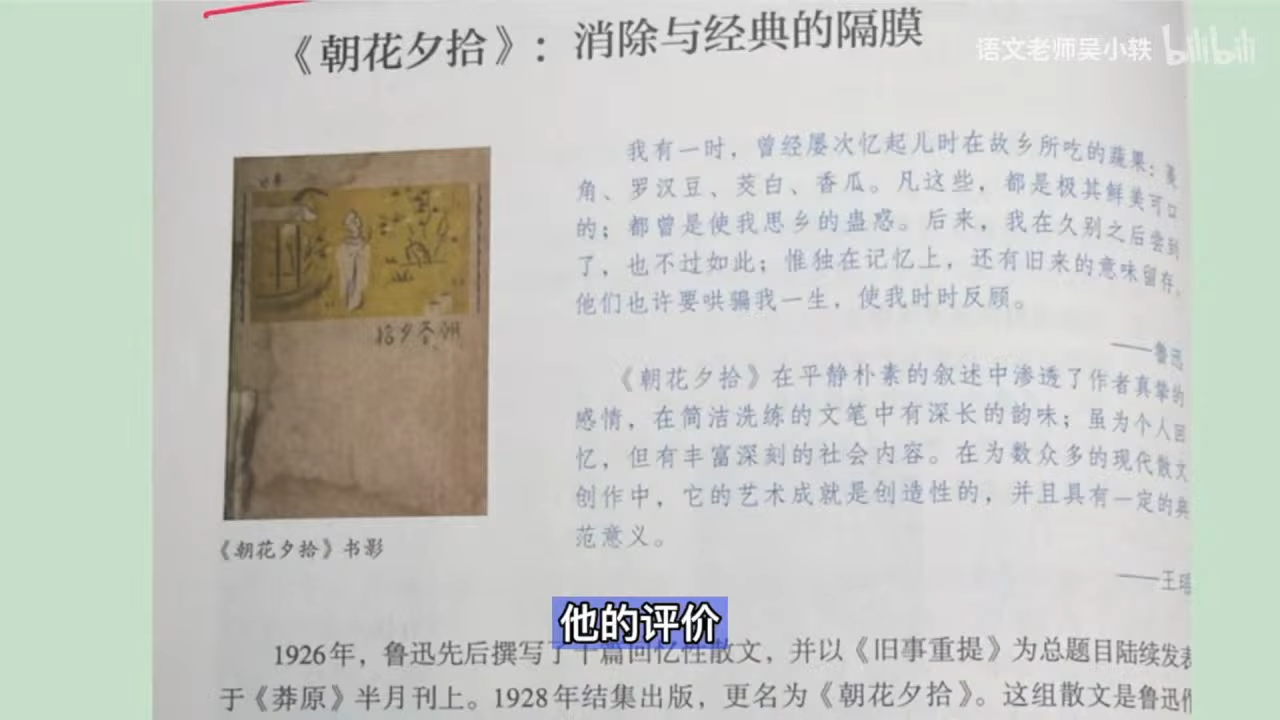 《朝花夕拾》：消除与经典的隔膜
语文老师吴小轶 bilibili
我有一时，曾经屡次忆起儿时在故乡所吃的蔬果：菱
角、罗汉豆、茭白、香瓜。凡这些，都是极其鲜美可口
的；都曾是使我思乡的蛊惑。后来，我在久别之后尝到
了，也不过如此；惟独在记忆上，还有旧来的意味留存。
他们也许要哄骗我一生，使我时时反顾。
——鲁迅
《朝花夕拾》在平静朴素的叙述中渗透了作者真挚的
感情，在简洁洗练的文笔中有深长的韵味；虽为个人回
忆，但有丰富深刻的社会内容。在为数众多的现代散文
创作中，它的艺术成就是创造性的，并且具有一定的典
范意义。
——王瑶
拾夕花朝
《朝花夕拾》书影
他的评价
1926年，鲁迅先后撰写了十篇回忆性散文，并以《旧事重提》为总题目陆续发表
于《莽原》半月刊上。1928年结集出版，更名为《朝花夕拾》。这组散文是鲁迅作